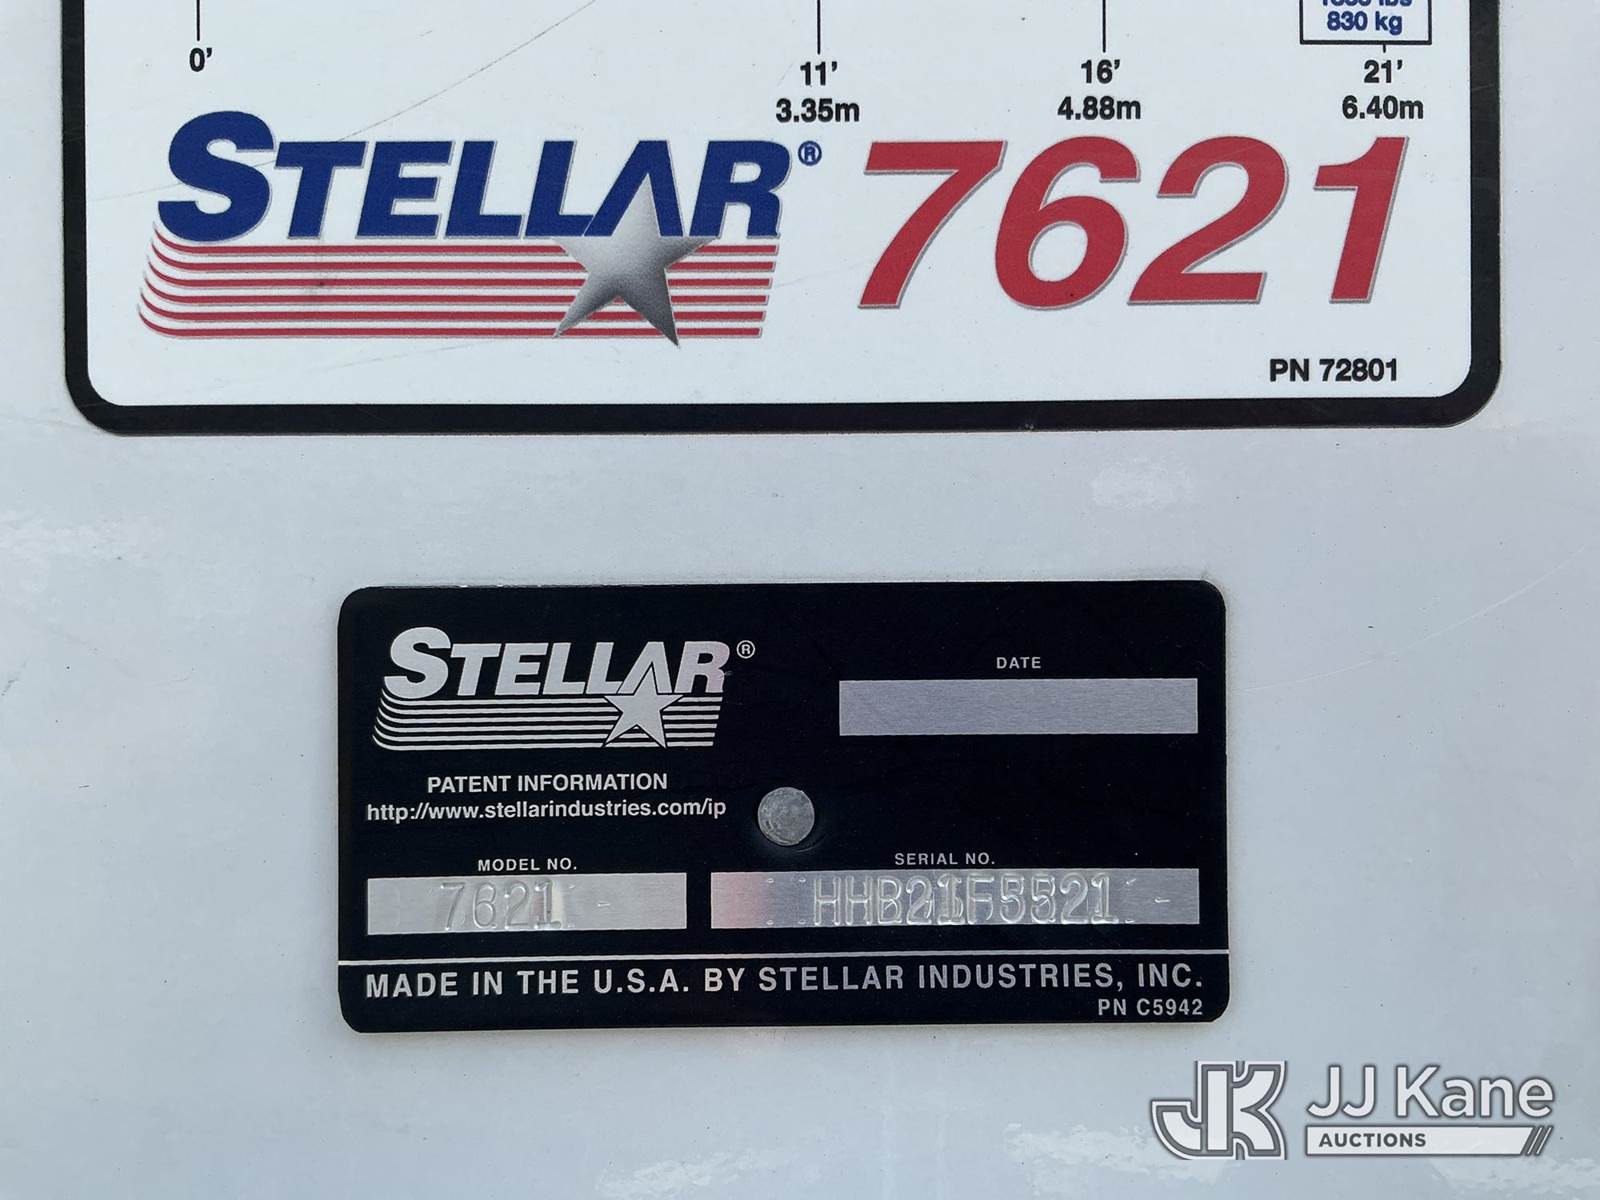 830 kg
0'
11'
16'
21'
3.35m
4.88m
6.40m
STELLAR® 7621
PN 72801
STELLAR®
DATE
PATENT INFORMATION
http://www.stellarindustries.com/ip
MODEL NO.
SERIAL NO.
7621
HHB21F5521
MADE IN THE U.S.A. BY STELLAR INDUSTRIES, INC.
PN C5942
JK JJ Kane
AUCTIONS